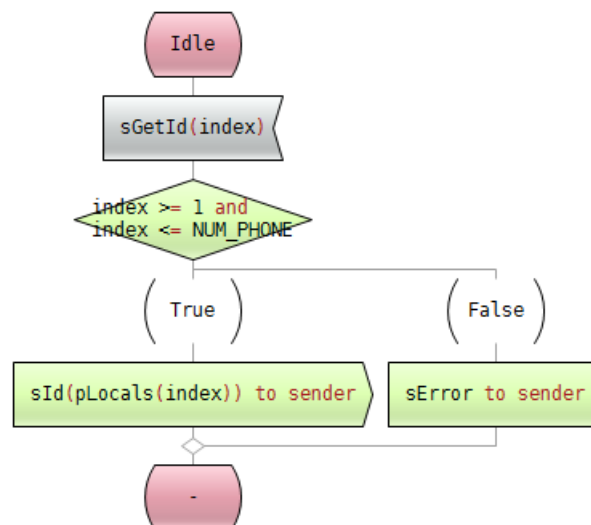 Idle
sGetId(index)
index >= 1 and
index <= NUM_PHONE
True
False
sId(pLocals(index)) to sender
sError to sender
-